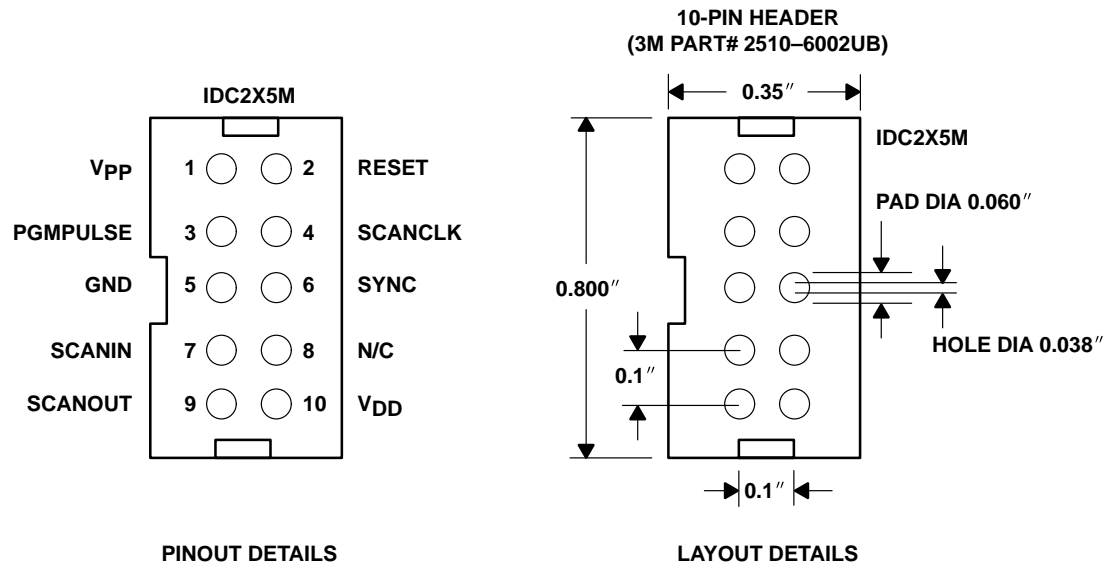 10-PIN HEADER
(3M PART# 2510–6002UB)
IDC2X5M
VPP 1 2 RESET
PGMPULSE 3 4 SCANCLK
GND 5 6 SYNC
SCANIN 7 8 N/C
SCANOUT 9 10 VDD
PINOUT DETAILS
0.35″
IDC2X5M
PAD DIA 0.060″
0.800″
HOLE DIA 0.038″
0.1″
0.1″
LAYOUT DETAILS